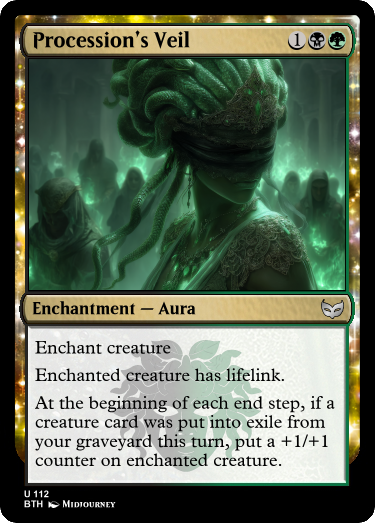 Procession's Veil 1
Enchantment — Aura
Enchant creature
Enchanted creature has lifelink.
At the beginning of each end step, if a
creature card was put into exile from
your graveyard this turn, put a +1/+1
counter on enchanted creature.
U 112
BTH Midjourney